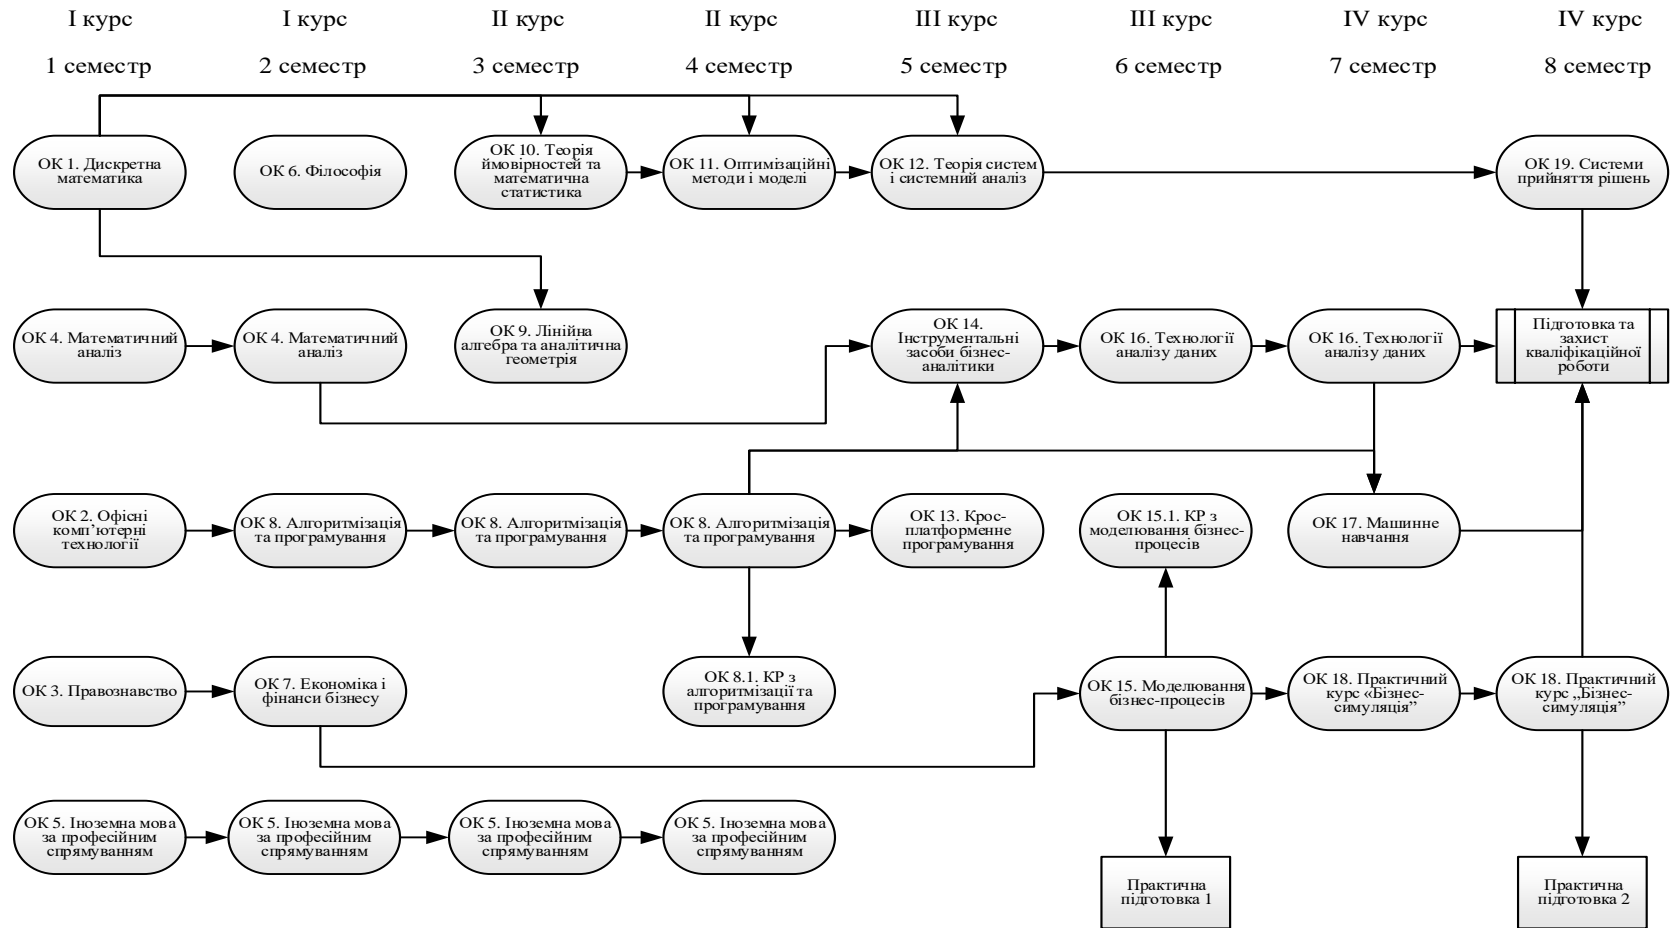 I курс
I курс
II курс
II курс
III курс
III курс
IV курс
IV курс
1 семестр
2 семестр
3 семестр
4 семестр
5 семестр
6 семестр
7 семестр
8 семестр
ОК 1. Дискретна
математика
ОК 6. Філософія
ОК 10. Теорія
ймовірностей та
математична
статистика
ОК 11. Оптимізаційні
методи і моделі
ОК 12. Теорія систем
і системний аналіз
ОК 19. Системи
прийняття рішень
ОК 4. Математичний
аналіз
ОК 4. Математичний
аналіз
ОК 9. Лінійна
алгебра та аналітична
геометрія
ОК 14.
Інструментальні
засоби бізнес-
аналітики
ОК 16. Технології
аналізу даних
ОК 16. Технології
аналізу даних
Підготовка та
захист
кваліфікаційної
роботи
ОК 2. Офісні
комп’ютерні
технології
ОК 8. Алгоритмізація
та програмування
ОК 8. Алгоритмізація
та програмування
ОК 8. Алгоритмізація
та програмування
ОК 13. Крос-
платформенне
програмування
ОК 15.1. КР з
моделювання бізнес-
процесів
ОК 17. Машинне
навчання
ОК 3. Правознавство
ОК 7. Економіка і
фінанси бізнесу
ОК 8.1. КР з
алгоритмізації та
програмування
ОК 15. Моделювання
бізнес-процесів
ОК 18. Практичний
курс «Бізнес-
симуляція”
ОК 18. Практичний
курс „Бізнес-
симуляція”
ОК 5. Іноземна мова
за професійним
спрямуванням
ОК 5. Іноземна мова
за професійним
спрямуванням
ОК 5. Іноземна мова
за професійним
спрямуванням
ОК 5. Іноземна мова
за професійним
спрямуванням
Практична
підготовка 1
Практична
підготовка 2